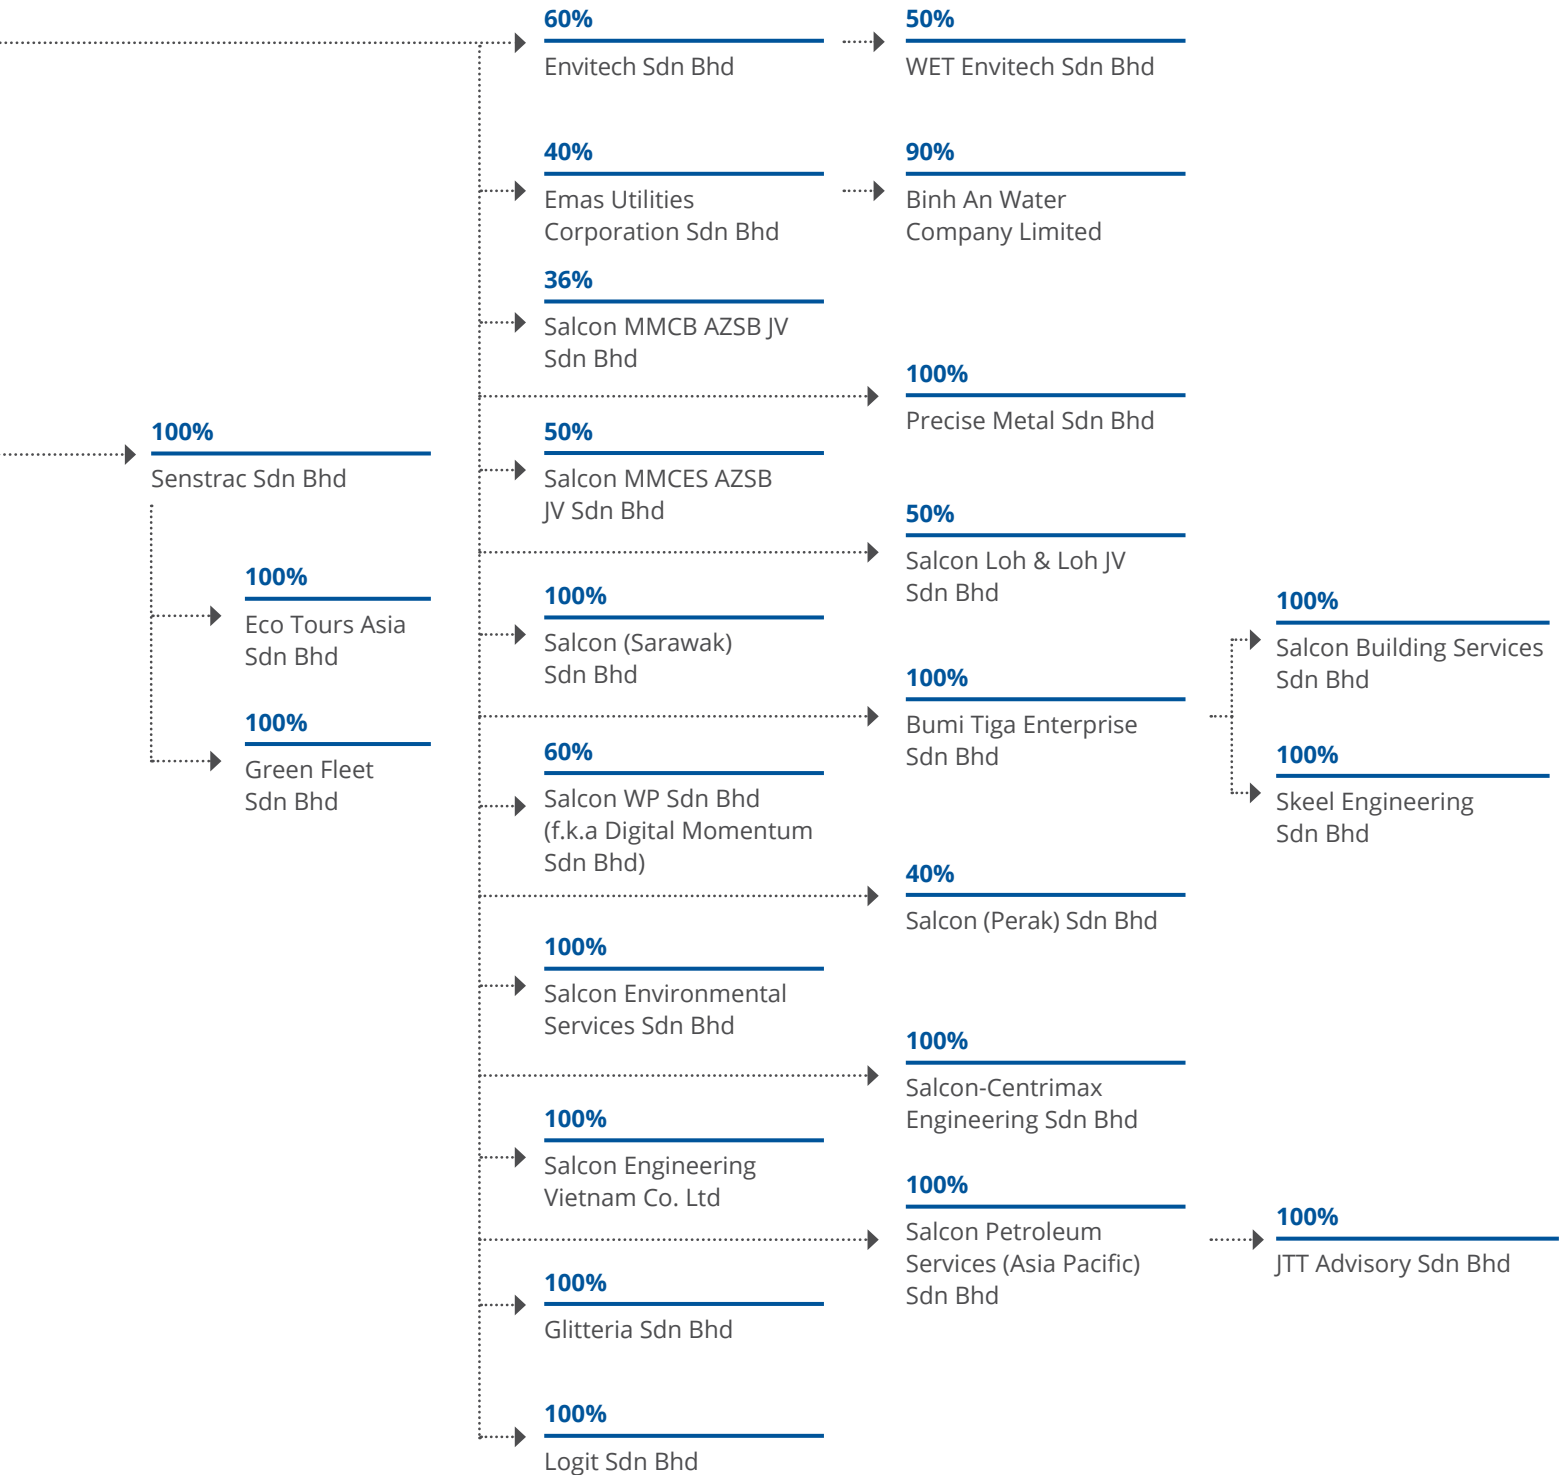 60%
Envitech Sdn Bhd
50%
WET Envitech Sdn Bhd
40%
Emas Utilities
Corporation Sdn Bhd
90%
Binh An Water
Company Limited
36%
Salcon MMCB AZSB JV
Sdn Bhd
100%
Precise Metal Sdn Bhd
100%
Senstrac Sdn Bhd
50%
Salcon MMCES AZSB
JV Sdn Bhd
50%
Salcon Loh & Loh JV
Sdn Bhd
100%
Eco Tours Asia
Sdn Bhd
100%
Salcon (Sarawak)
Sdn Bhd
100%
Salcon Building Services
Sdn Bhd
100%
Bumi Tiga Enterprise
Sdn Bhd
100%
Green Fleet
Sdn Bhd
60%
Salcon WP Sdn Bhd
(f.k.a Digital Momentum
Sdn Bhd)
100%
Skeel Engineering
Sdn Bhd
40%
Salcon (Perak) Sdn Bhd
100%
Salcon Environmental
Services Sdn Bhd
100%
Salcon-Centrimax
Engineering Sdn Bhd
100%
Salcon Engineering
Vietnam Co. Ltd
100%
Salcon Petroleum
Services (Asia Pacific)
Sdn Bhd
100%
JTT Advisory Sdn Bhd
100%
Glitteria Sdn Bhd
100%
Logit Sdn Bhd